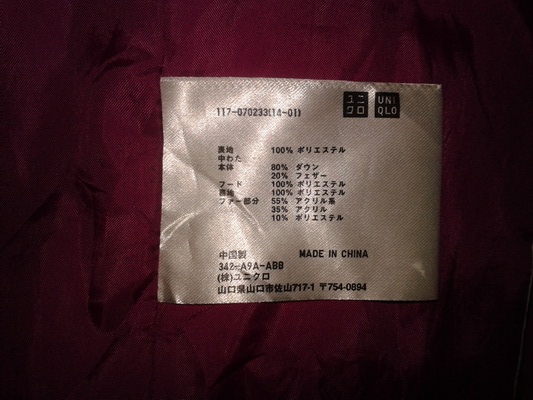 117-070233(14-01)
ユニ
クロ
UNI
QLO
表地 100% ポリエステル
中わた
本体 80% ダウン
20% フェザー
フード 100% ポリエステル
裏地 100% ポリエステル
ファー部分 55% アクリル系
35% アクリル
10% ポリエステル
中国製 MADE IN CHINA
342-A9A-ABB
(株)ユニクロ
山口県山口市佐山717-1 〒754-0894